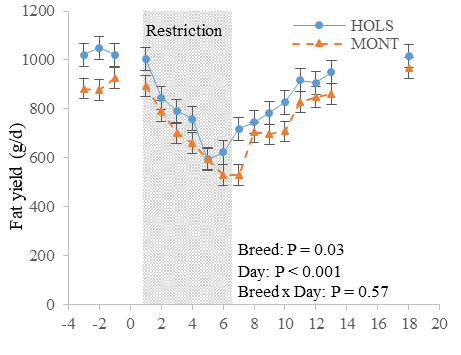 1200
1000
800
600
400
200
0
Fat yield (g/d)
Restriction
HOLS
MONT
Breed: P = 0.03
Day: P < 0.001
Breed x Day: P = 0.57
-4 -2 0 2 4 6 8 10 12 14 16 18 20